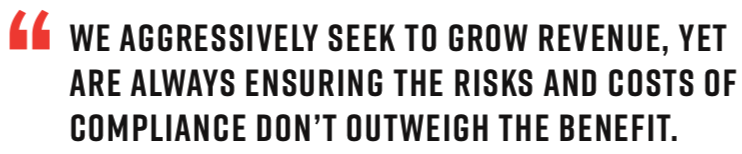 “ WE AGGRESSIVELY SEEK TO GROW REVENUE, YET
ARE ALWAYS ENSURING THE RISKS AND COSTS OF
COMPLIANCE DON’T OUTWEIGH THE BENEFIT.